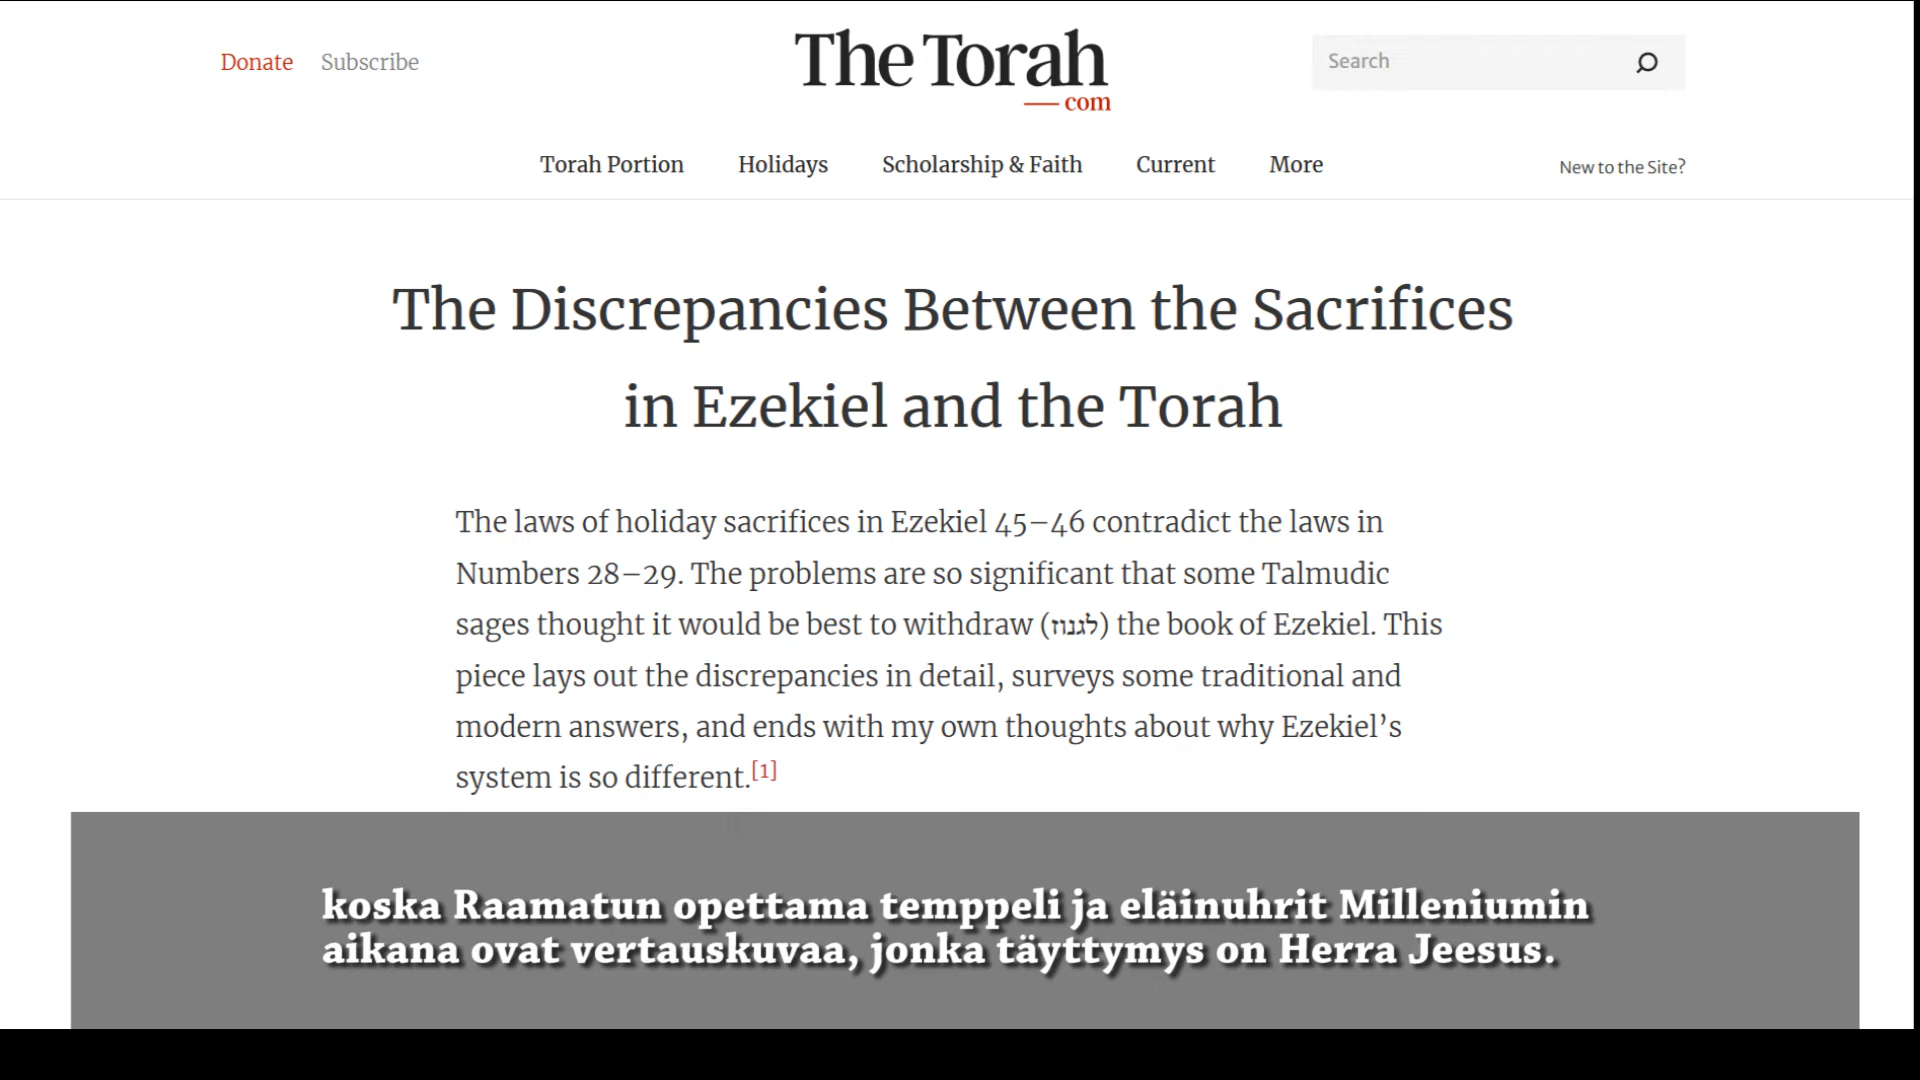 Donate
Subscribe
The Torah
com
Search
Torah Portion
Holidays
Scholarship & Faith
Current
More
New to the Site?
The Discrepancies Between the Sacrifices
in Ezekiel and the Torah
The laws of holiday sacrifices in Ezekiel 45–46 contradict the laws in
Numbers 28–29. The problems are so significant that some Talmudic
sages thought it would be best to withdraw (לגנוז) the book of Ezekiel. This
piece lays out the discrepancies in detail, surveys some traditional and
modern answers, and ends with my own thoughts about why Ezekiel’s
system is so different.[1]
koska Raamatun opettama temppeli ja eläinuhrit Milleniumin
aikana ovat vertauskuvaa, jonka täyttymys on Herra Jeesus.